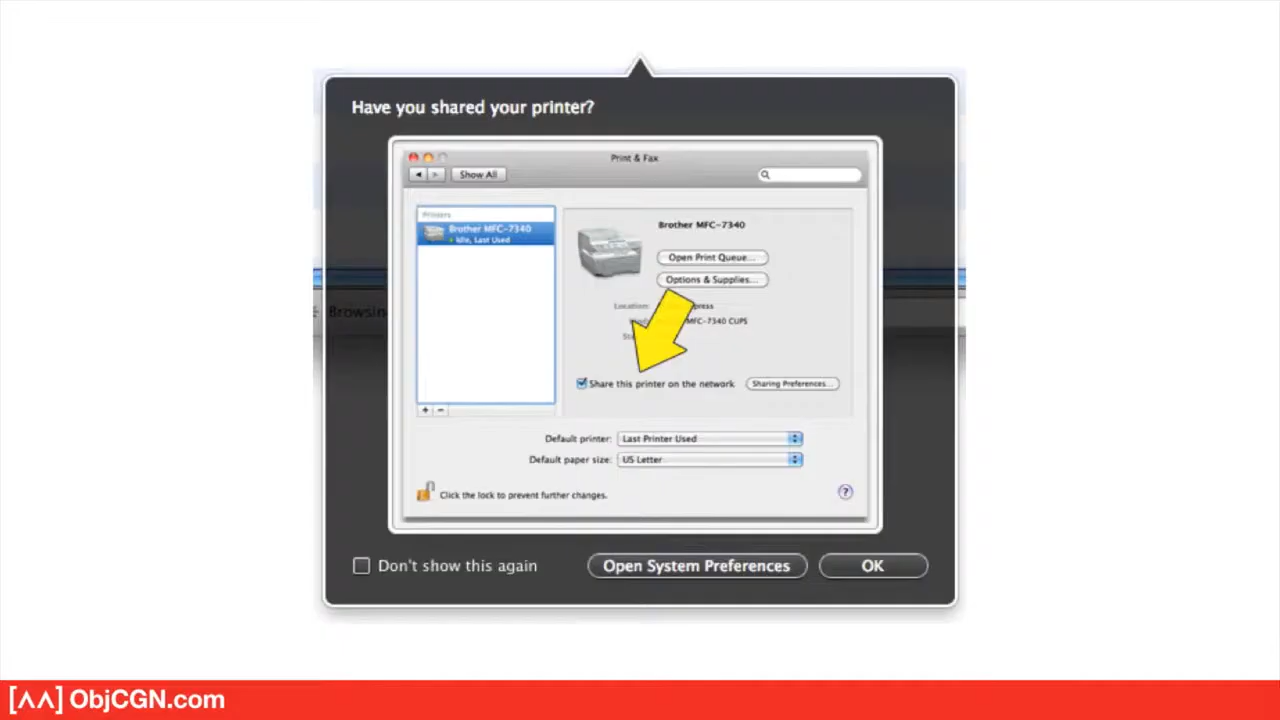 Have you shared your printer?
Print & Fax
Show All
Printers
Brother MFC-7340
Idle, Last Used
Brother MFC-7340
Open Print Queue...
Options & Supplies...
Location:
MFC-7340 CUPS
Share this printer on the network
Sharing Preferences...
Default printer: Last Printer Used
Default paper size: US Letter
Click the lock to prevent further changes.
?
Don't show this again
Open System Preferences
OK
[ΛΛ] ObjCGN.com